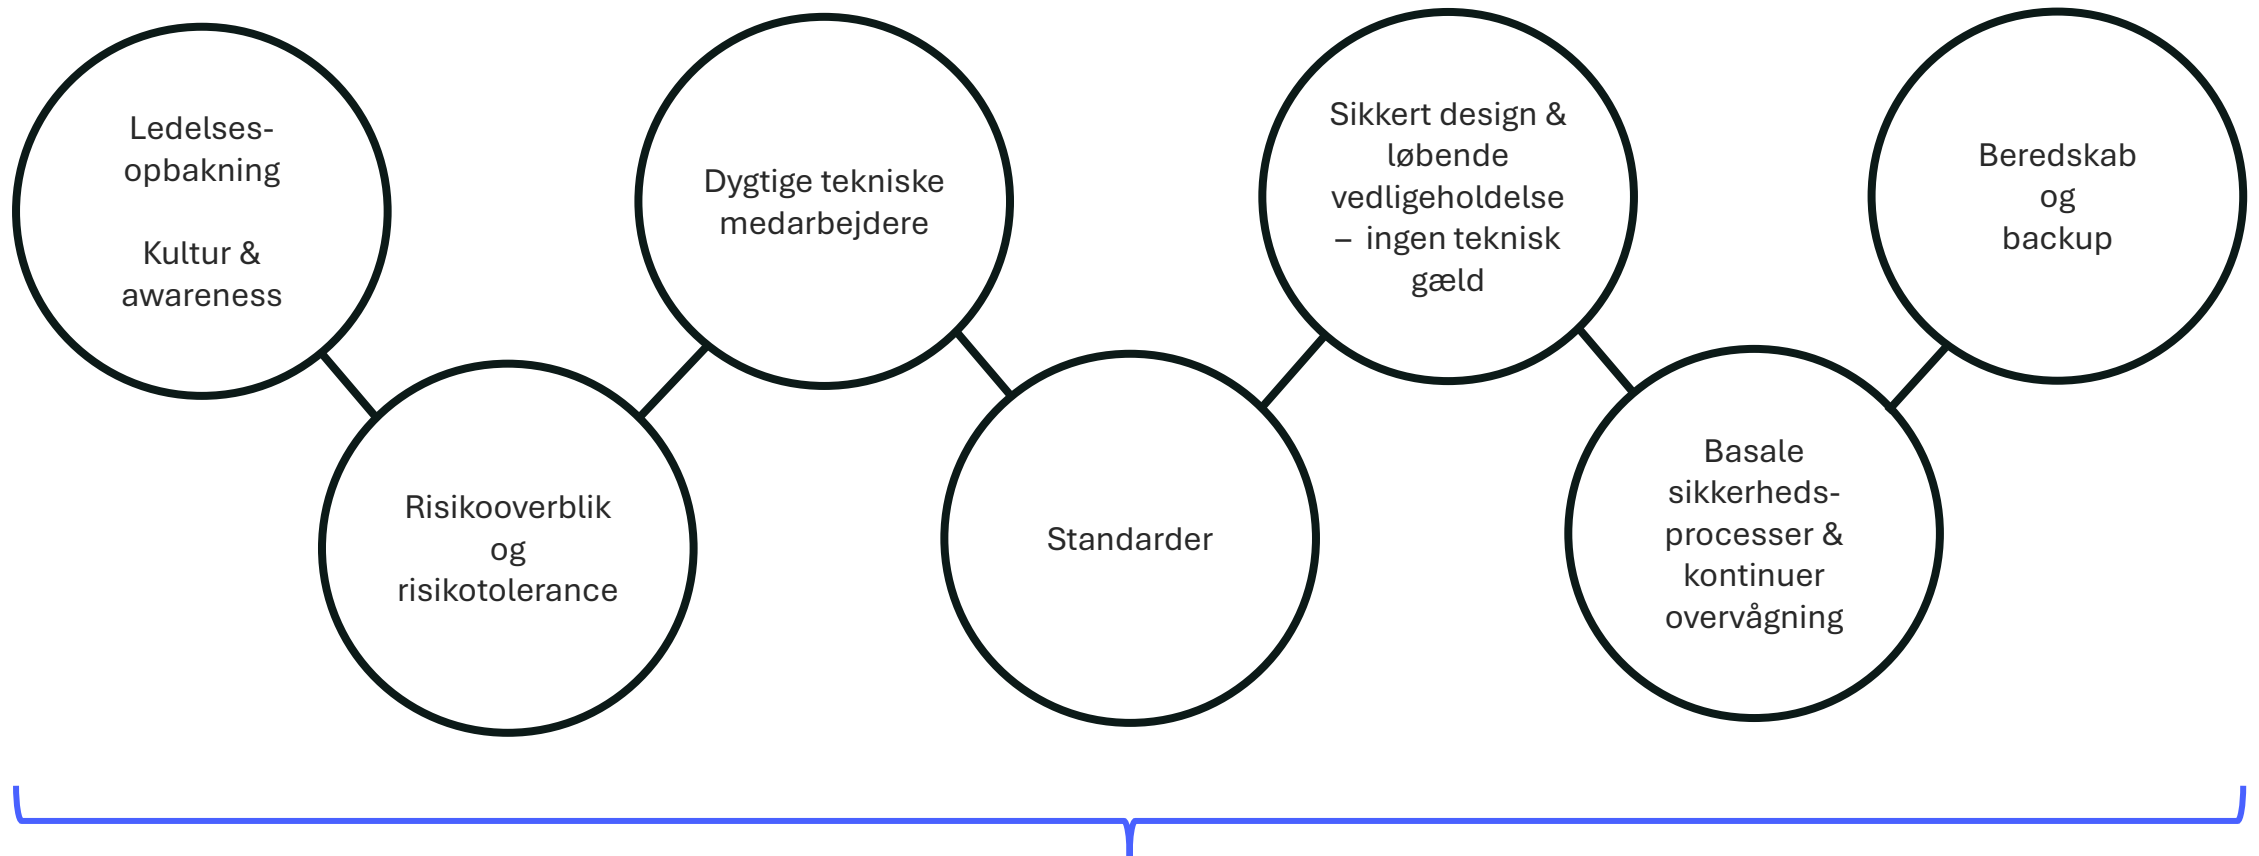 Ledelses-
opbakning
Kultur &
awareness
Risikooverblik
og
risikotolerance
Dygtige tekniske
medarbejdere
Standarder
Sikkert design &
løbende
vedligeholdelse
– ingen teknisk
gæld
Basale
sikkerheds-
processer &
kontinuer
overvågning
Beredskab
og
backup